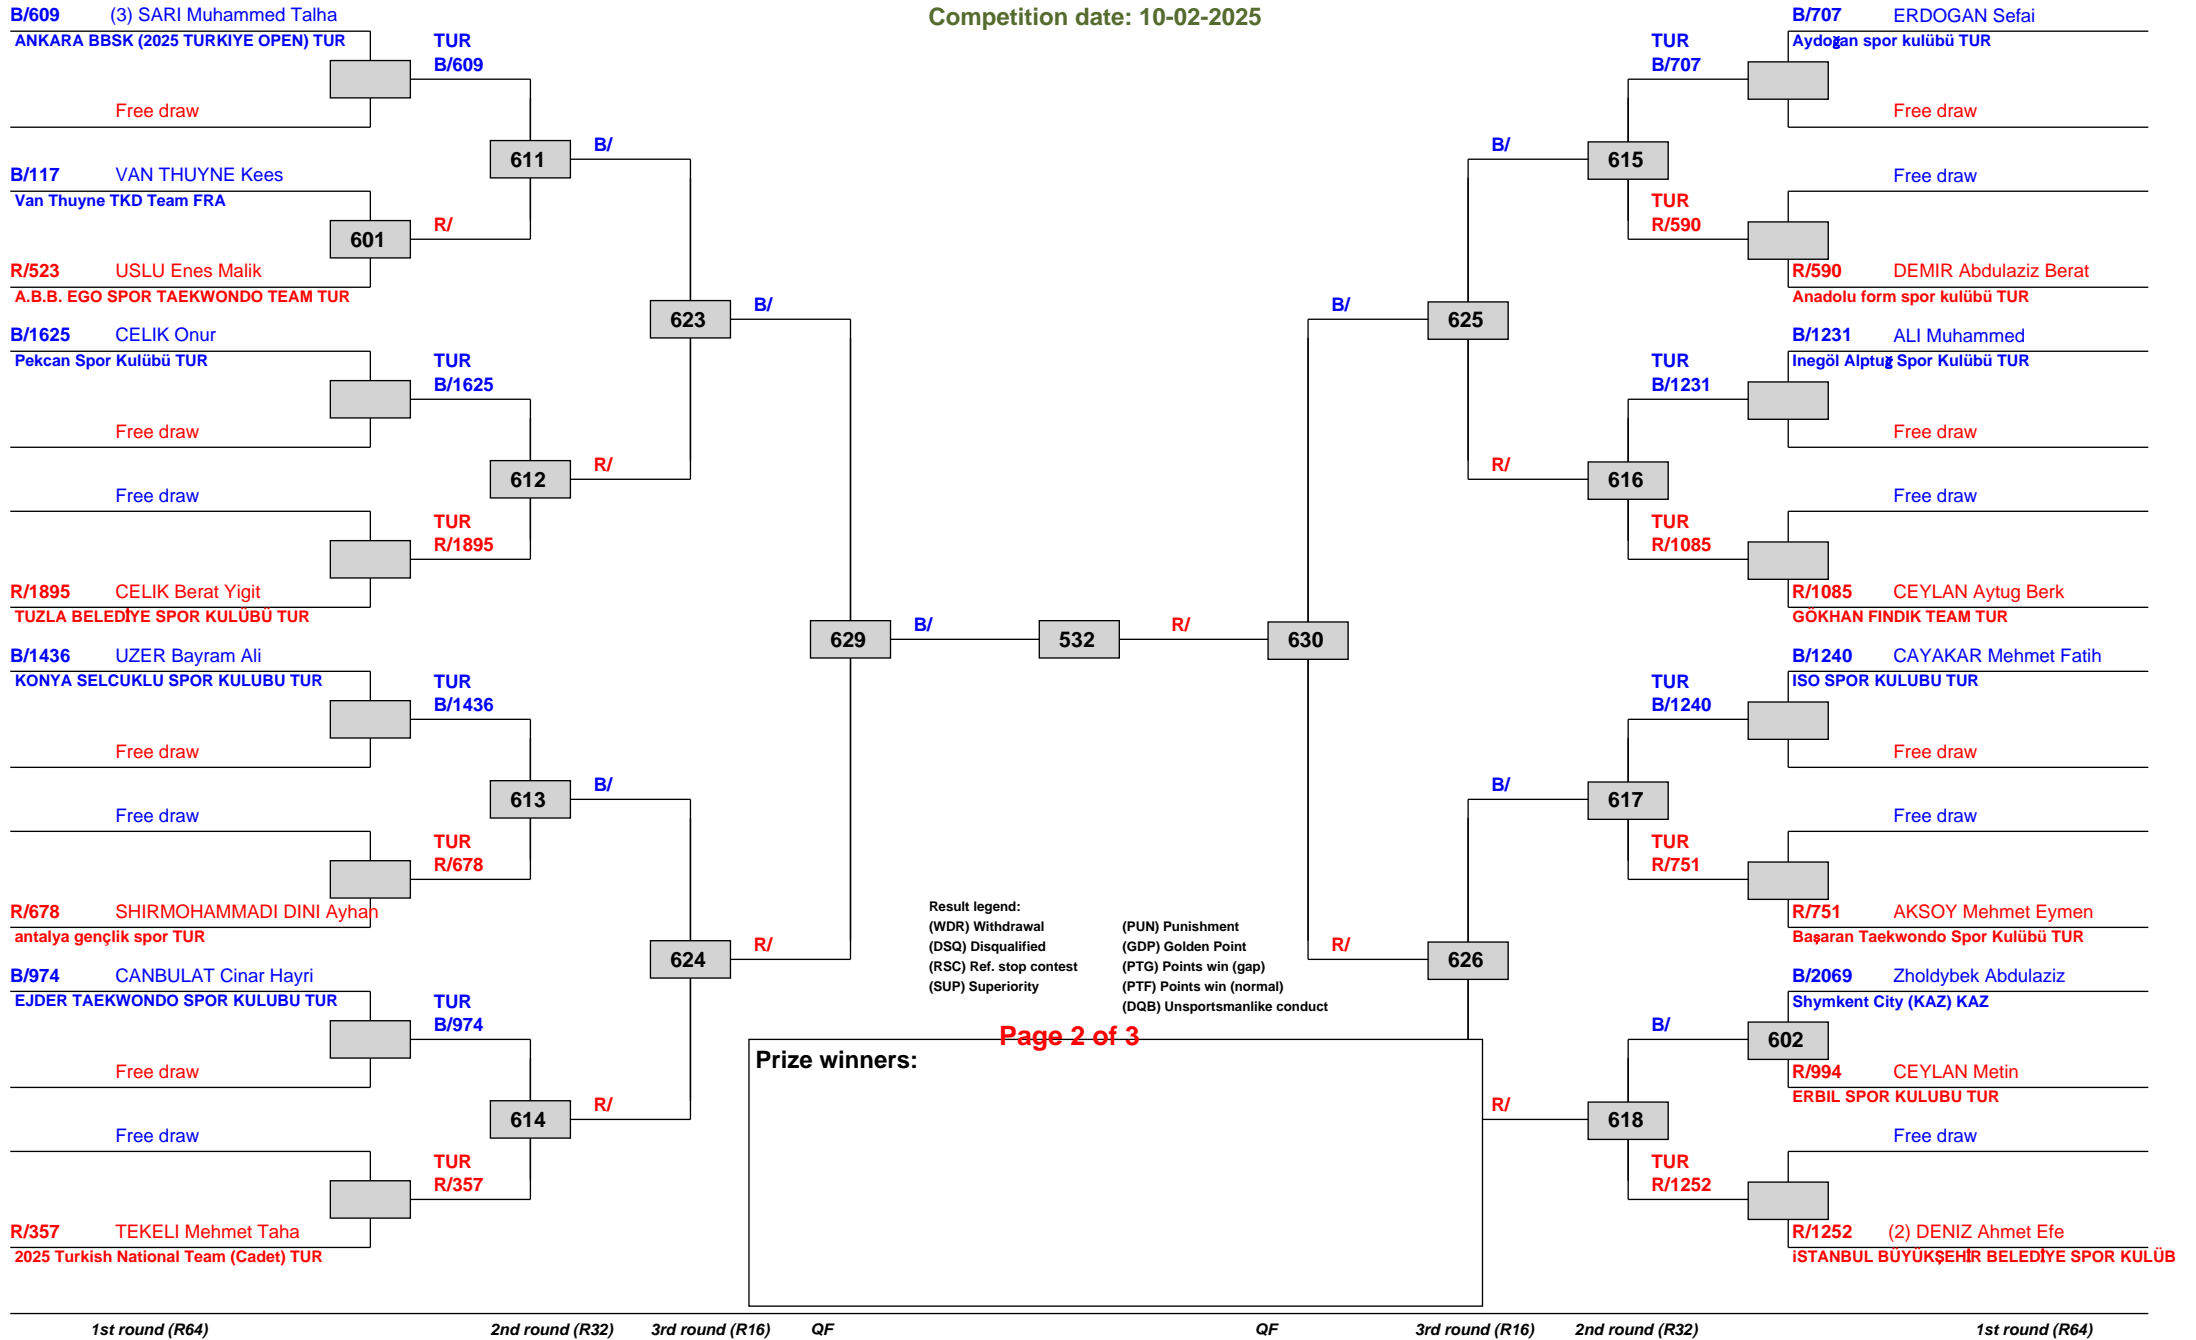 Competition date: 10-02-2025
B/609 (3) SARI Muhammed Talha
ANKARA BBSK (2025 TURKIYE OPEN) TUR
TUR
B/609
Free draw
B/117 VAN THUYNE Kees
Van Thuyne TKD Team FRA
611
B/
601
R/
R/523 USLU Enes Malik
A.B.B. EGO SPOR TAEKWONDO TEAM TUR
623
B/
B/1625 CELIK Onur
Pekcan Spor Kulübü TUR
TUR
B/1625
Free draw
612
R/
Free draw
TUR
R/1895
R/1895 CELIK Berat Yigit
TUZLA BELEDİYE SPOR KULÜBÜ TUR
629
B/
532
R/
630
B/1436 UZER Bayram Ali
KONYA SELCUKLU SPOR KULUBU TUR
TUR
B/1436
Free draw
613
B/
Free draw
TUR
R/678
R/678 SHIRMOHAMMADI DINI Ayhan
antalya gençlik spor TUR
624
R/
B/974 CANBULAT Cinar Hayri
EJDER TAEKWONDO SPOR KULUBU TUR
TUR
B/974
Free draw
614
R/
Free draw
TUR
R/357
R/357 TEKELI Mehmet Taha
2025 Turkish National Team (Cadet) TUR
B/707 ERDOGAN Sefai
Aydoğan spor kulübü TUR
TUR
B/707
Free draw
B/
615
Free draw
TUR
R/590
R/590 DEMIR Abdulaziz Berat
Anadolu form spor kulübü TUR
B/
625
B/1231 ALI Muhammed
Inegöl Alptuğ Spor Kulübü TUR
TUR
B/1231
Free draw
R/
616
Free draw
TUR
R/1085
R/1085 CEYLAN Aytug Berk
GÖKHAN FINDIK TEAM TUR
B/1240 CAYAKAR Mehmet Fatih
ISO SPOR KULUBU TUR
TUR
B/1240
Free draw
B/
617
Free draw
TUR
R/751
R/751 AKSOY Mehmet Eymen
Başaran Taekwondo Spor Kulübü TUR
R/
626
B/2069 Zholdybek Abdulaziz
Shymkent City (KAZ) KAZ
B/
602
R/994 CEYLAN Metin
ERBIL SPOR KULUBU TUR
R/
618
Free draw
TUR
R/1252
R/1252 (2) DENIZ Ahmet Efe
iSTANBUL BÜYÜKŞEHİR BELEDİYE SPOR KULÜB
Result legend:
(WDR) Withdrawal (PUN) Punishment
(DSQ) Disqualified (GDP) Golden Point
(RSC) Ref. stop contest (PTG) Points win (gap)
(SUP) Superiority (PTF) Points win (normal)
(DQB) Unsportsmanlike conduct
Page 2 of 3
Prize winners:
1st round (R64) 2nd round (R32) 3rd round (R16) QF QF 3rd round (R16) 2nd round (R32) 1st round (R64)